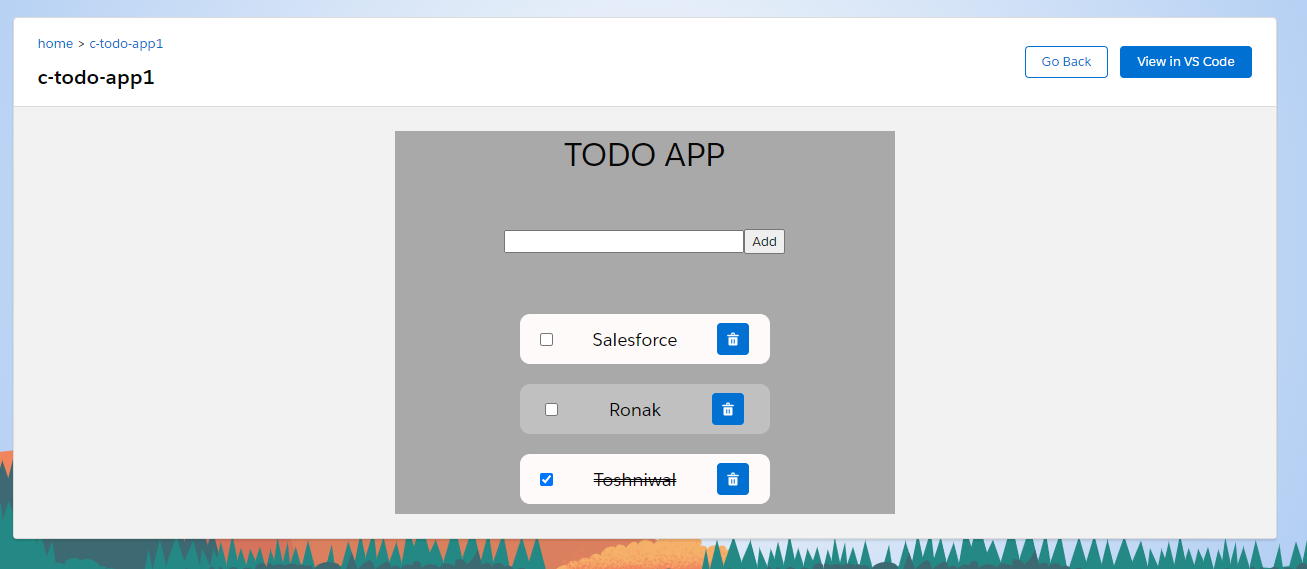 home > c-todo-app1
c-todo-app1
Go Back
View in VS Code
TODO APP
Add
Salesforce
Ronak
Toshniwal